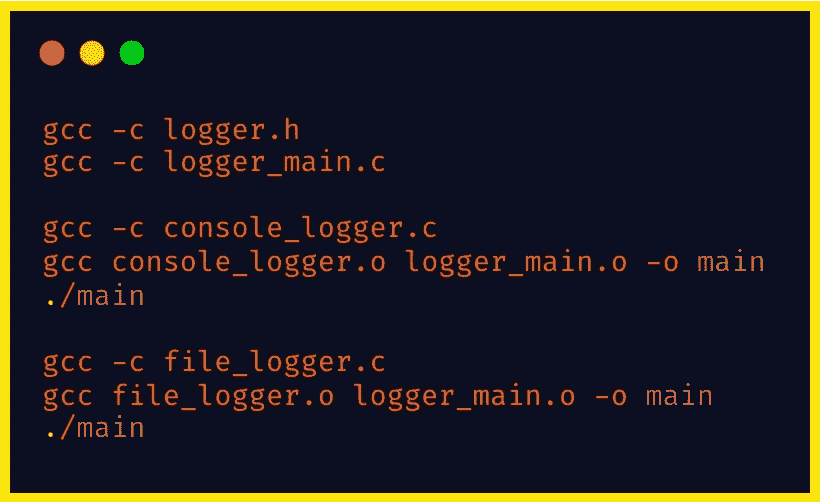 gcc -c logger.h
gcc -c logger_main.c
gcc -c console_logger.c
gcc console_logger.o logger_main.o -o main
./main
gcc -c file_logger.c
gcc file_logger.o logger_main.o -o main
./main